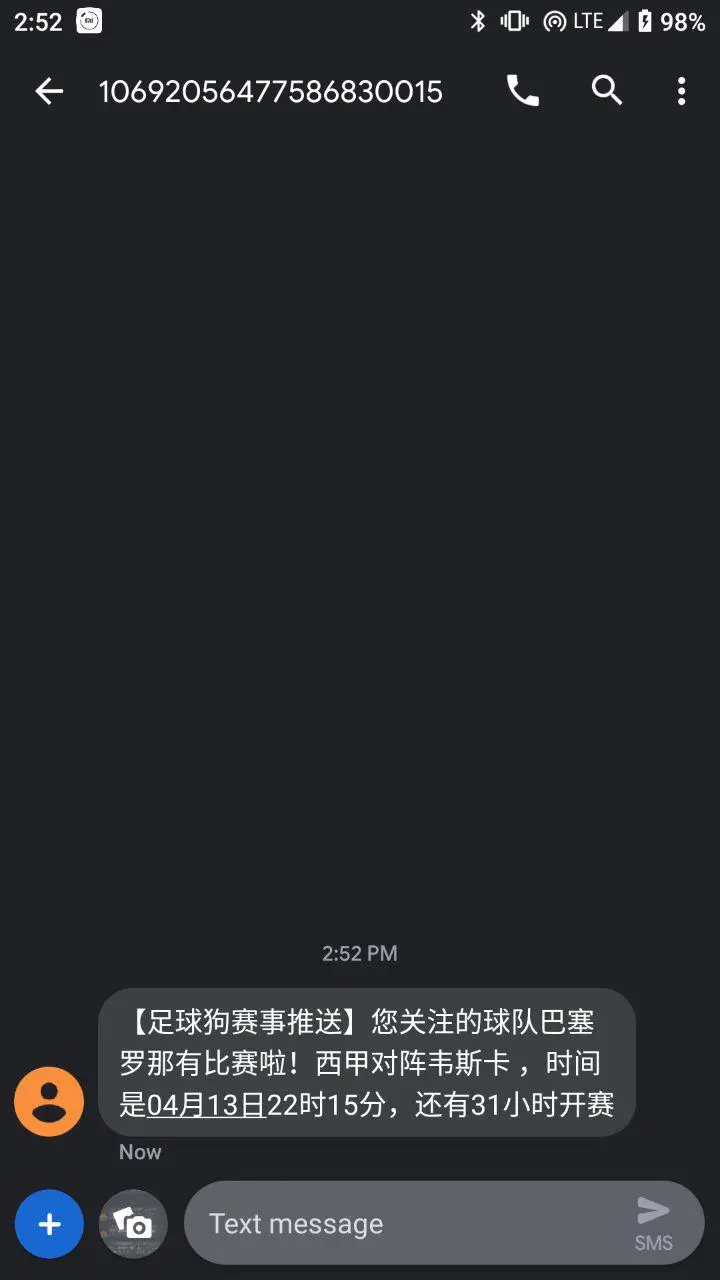 2:52 LTE 98%
10692056477586830015
2:52 PM
【足球狗赛事推送】您关注的球队巴塞
罗那有比赛啦！西甲对阵韦斯卡 ，时间
是04月13日22时15分，还有31小时开赛
Now
Text message
SMS